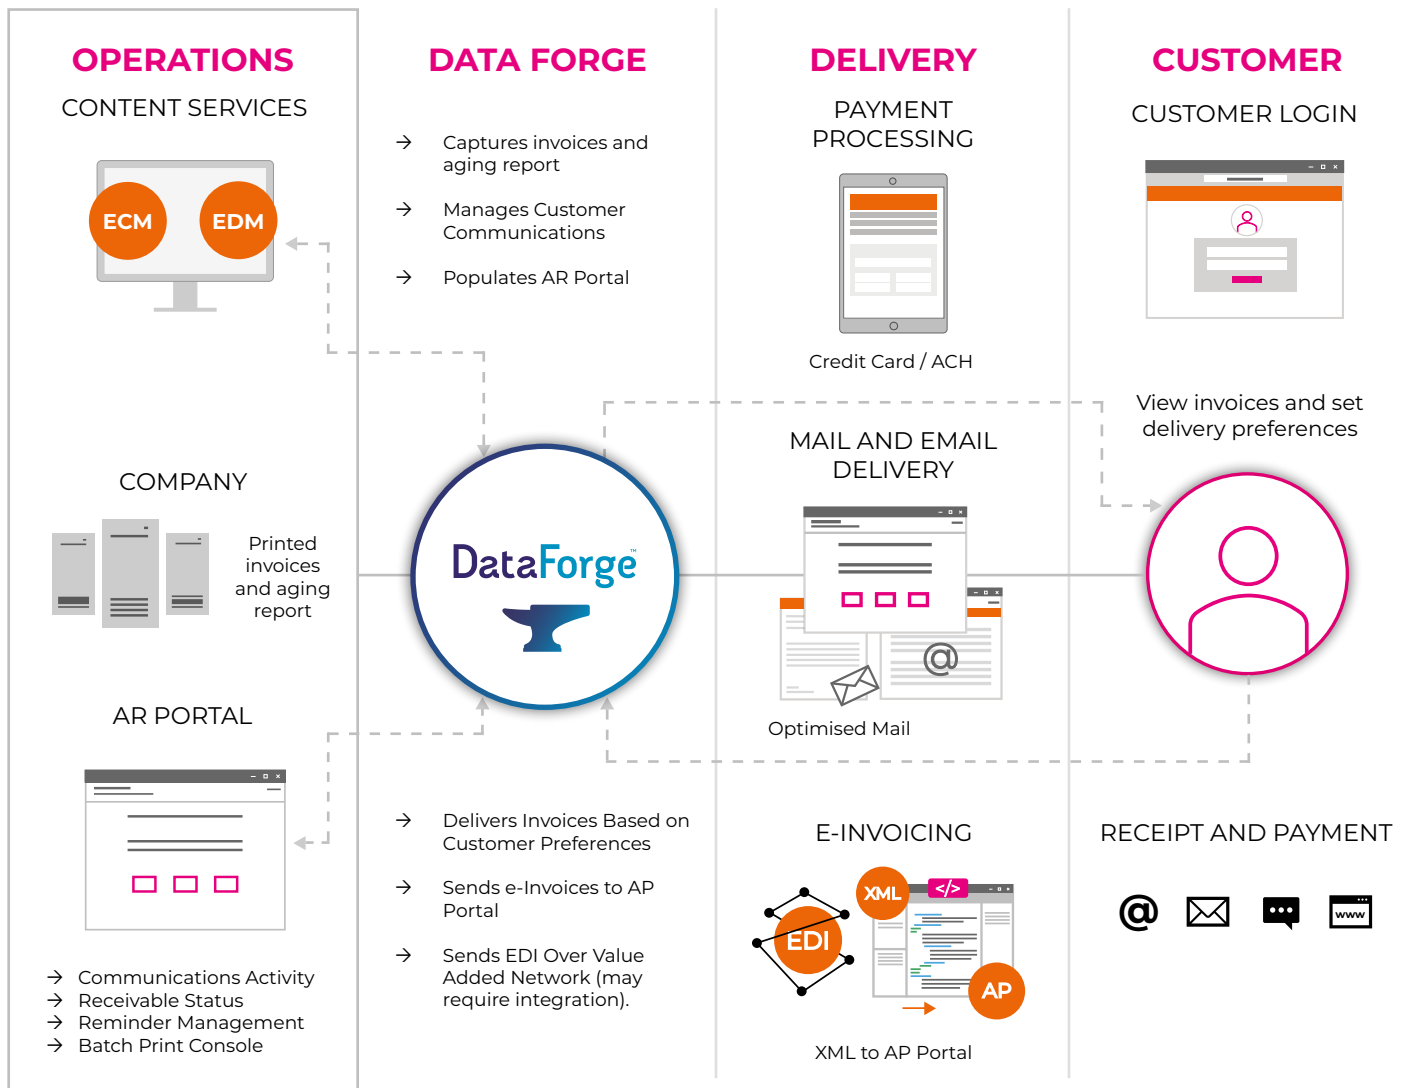 OPERATIONS
CONTENT SERVICES
ECM
EDM
COMPANY
Printed
invoices
and aging
report
AR PORTAL
→ Communications Activity
→ Receivable Status
→ Reminder Management
→ Batch Print Console
DATA FORGE
→ Captures invoices and
aging report
→ Manages Customer
Communications
→ Populates AR Portal
DataForge™
→ Delivers Invoices Based on
Customer Preferences
→ Sends e-Invoices to AP
Portal
→ Sends EDI Over Value
Added Network (may
require integration).
DELIVERY
PAYMENT
PROCESSING
Credit Card / ACH
MAIL AND EMAIL
DELIVERY
@
Optimised Mail
E-INVOICING
XML
</>
EDI
AP
XML to AP Portal
CUSTOMER
CUSTOMER LOGIN
View invoices and set
delivery preferences
RECEIPT AND PAYMENT
@
www